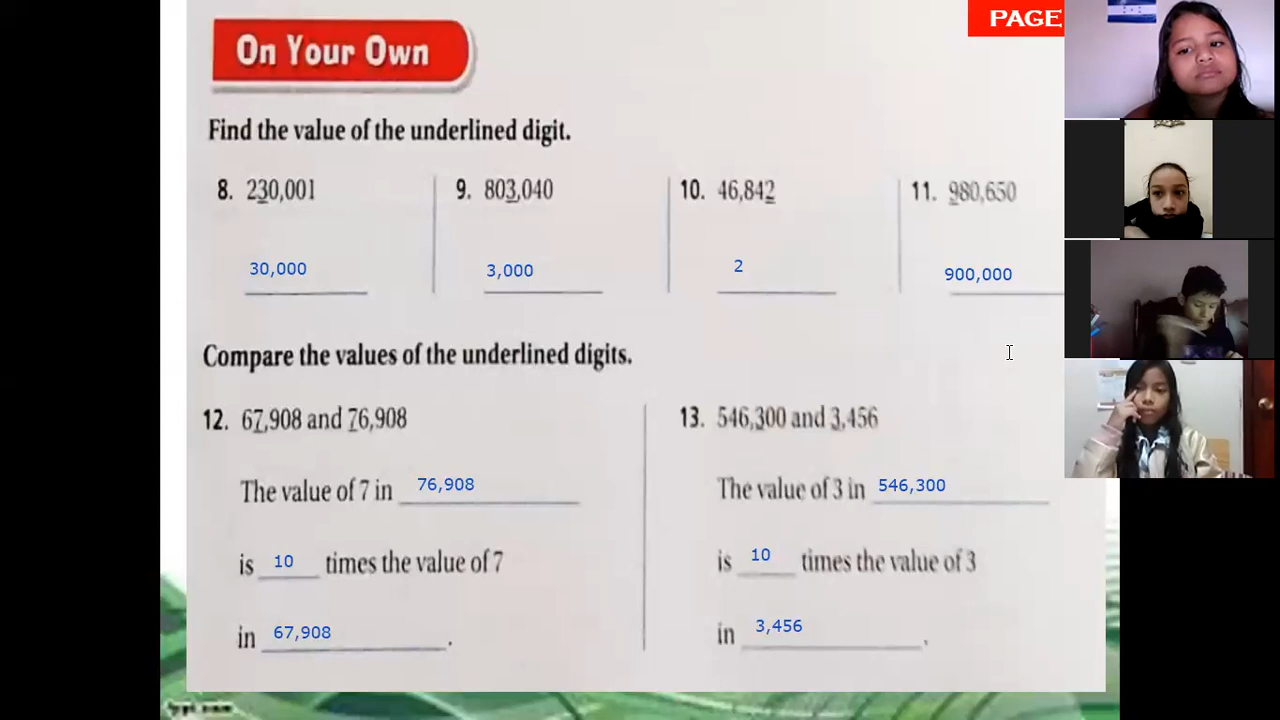 PAGE
On Your Own
Find the value of the underlined digit.
8. 230,001
9. 803,040
10. 46,842
11. 980,650
30,000
3,000
2
900,000
Compare the values of the underlined digits.
12. 67,908 and 76,908
13. 546,300 and 3,456
The value of 7 in 76,908
The value of 3 in 546,300
is 10 times the value of 7
is 10 times the value of 3
in 67,908.
in 3,456.